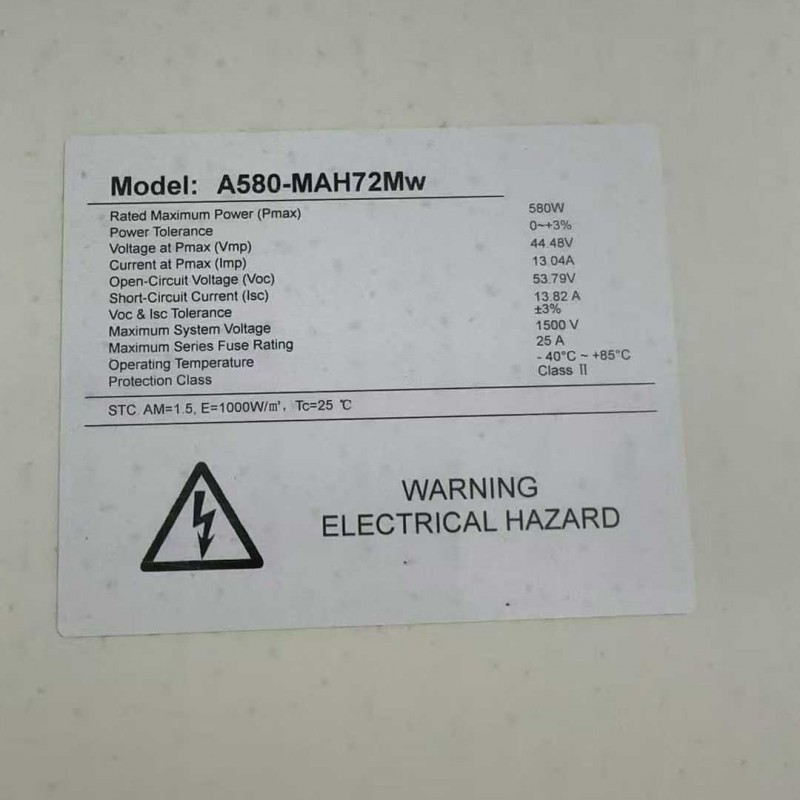 Model: A580-MAH72Mw
Rated Maximum Power (Pmax) 580W
Power Tolerance 0~+3%
Voltage at Pmax (Vmp) 44.48V
Current at Pmax (Imp) 13.04A
Open-Circuit Voltage (Voc) 53.79V
Short-Circuit Current (Isc) 13.82 A
Voc & Isc Tolerance ±3%
Maximum System Voltage 1500 V
Maximum Series Fuse Rating 25 A
Operating Temperature - 40°C ~ +85°C
Protection Class Class II
STC AM=1.5, E=1000W/m², Tc=25 ℃
WARNING
ELECTRICAL HAZARD